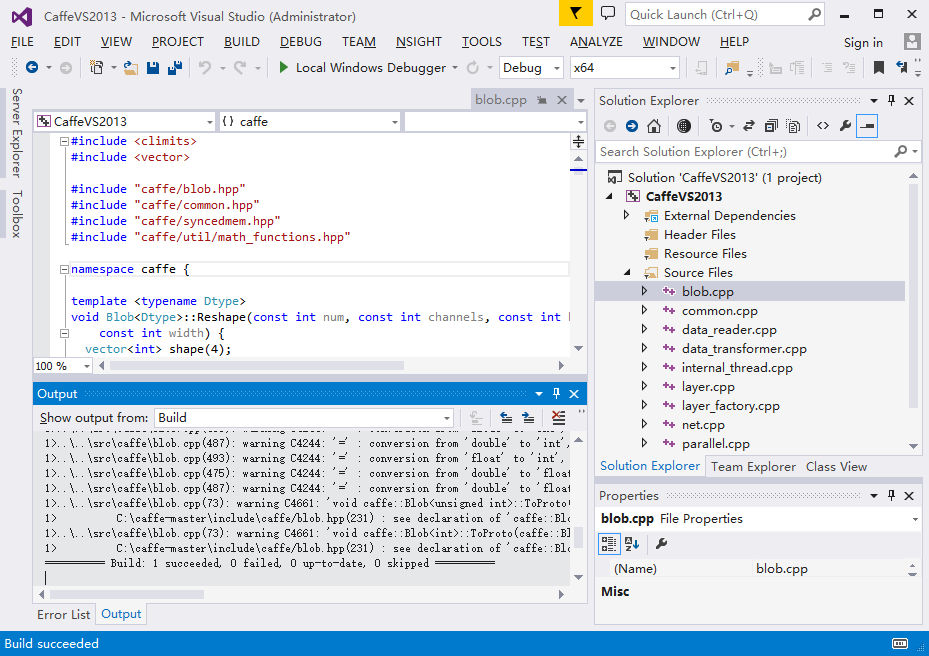 CaffeVS2013 - Microsoft Visual Studio (Administrator)
Quick Launch (Ctrl+Q)
FILE EDIT VIEW PROJECT BUILD DEBUG TEAM NSIGHT TOOLS TEST ANALYZE WINDOW HELP Sign in
Local Windows Debugger Debug x64
Server Explorer
Toolbox
blob.cpp
CaffeVS2013 {} caffe
#include <climits>
#include <vector>
#include "caffe/blob.hpp"
#include "caffe/common.hpp"
#include "caffe/syncedmem.hpp"
#include "caffe/util/math_functions.hpp"
namespace caffe {
template <typename Dtype>
void Blob<Dtype>::Reshape(const int num, const int channels, const int
const int width) {
vector<int> shape(4);
100 %
Output
Show output from: Build
1>..\..\src\caffe\blob.cpp(487): warning C4244: '=' : conversion from 'double' to 'int',
1>..\..\src\caffe\blob.cpp(493): warning C4244: '=' : conversion from 'float' to 'int',
1>..\..\src\caffe\blob.cpp(475): warning C4244: '=' : conversion from 'double' to 'float
1>..\..\src\caffe\blob.cpp(487): warning C4244: '=' : conversion from 'double' to 'float
1>..\..\src\caffe\blob.cpp(73): warning C4661: 'void caffe::Blob<unsigned int>::ToProto(
1> C:\caffe-master\include\caffe/blob.hpp(231) : see declaration of 'caffe::Blo
1>..\..\src\caffe\blob.cpp(73): warning C4661: 'void caffe::Blob<int>::ToProto(caffe::Bl
1> C:\caffe-master\include\caffe/blob.hpp(231) : see declaration of 'caffe::Blo
========== Build: 1 succeeded, 0 failed, 0 up-to-date, 0 skipped ==========
Error List Output
Solution Explorer
Search Solution Explorer (Ctrl+;)
Solution 'CaffeVS2013' (1 project)
CaffeVS2013
External Dependencies
Header Files
Resource Files
Source Files
blob.cpp
common.cpp
data_reader.cpp
data_transformer.cpp
internal_thread.cpp
layer.cpp
layer_factory.cpp
net.cpp
parallel.cpp
Solution Explorer Team Explorer Class View
Properties
blob.cpp File Properties
(Name) blob.cpp
Misc
Build succeeded